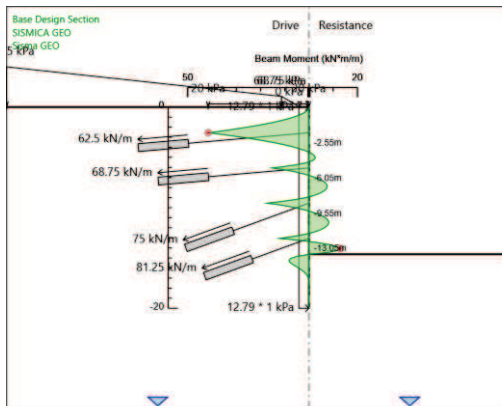 Base Design Section
SISMICA GEO
Sisma GEO
Drive
Resistance
5 kPa
Beam Moment (kN*m/m)
50
20
20 kPa
0
12.79 * 1
62.5 kN/m
-2.55m
68.75 kN/m
-6.05m
-9.55m
75 kN/m
-13.05m
81.25 kN/m
-20
12.79 * 1 kPa